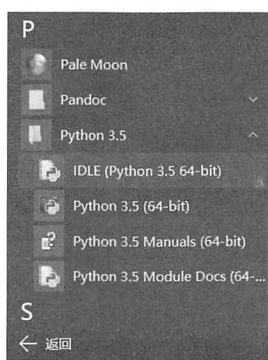 P
Pale Moon
Pandoc
Python 3.5
IDLE (Python 3.5 64-bit)
Python 3.5 (64-bit)
Python 3.5 Manuals (64-bit)
Python 3.5 Module Docs (64-...
S
返回